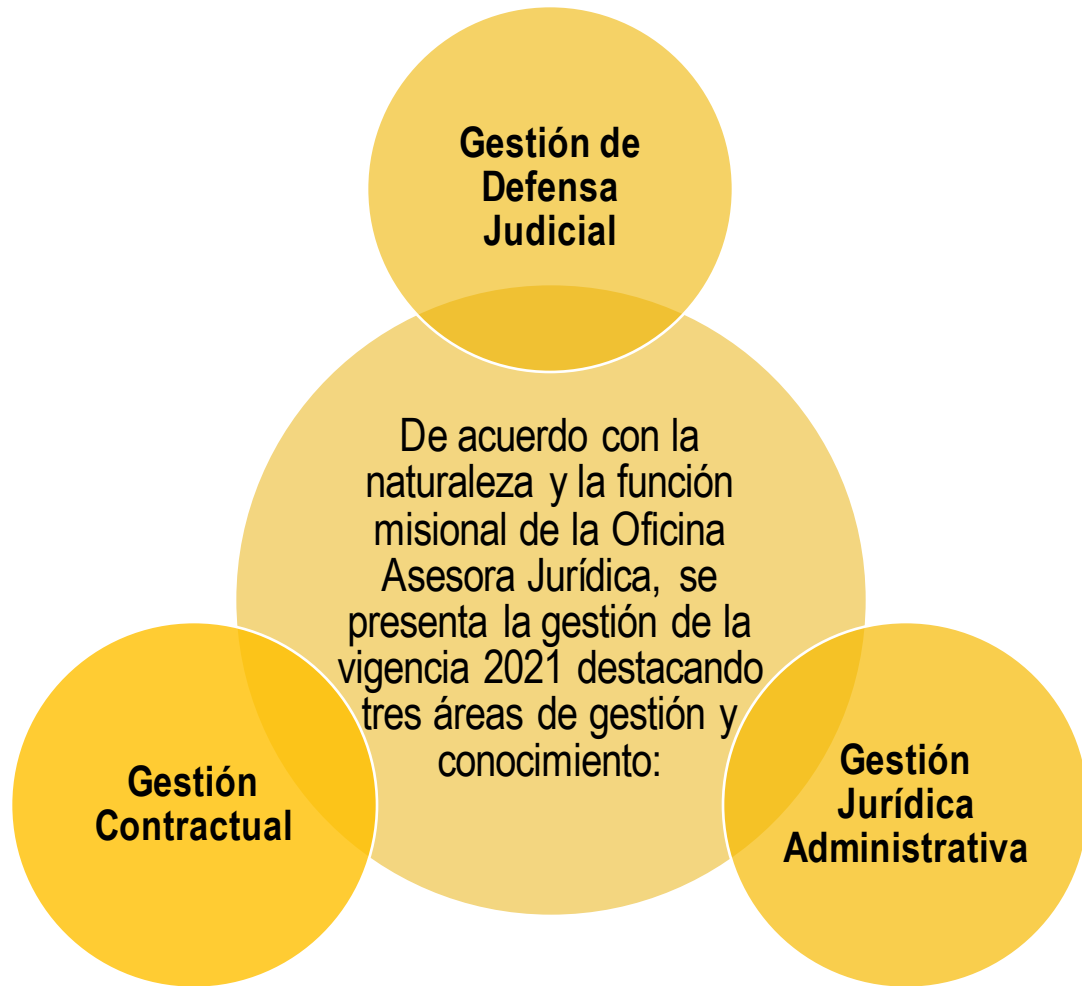 Gestión de
Defensa
Judicial
De acuerdo con la
naturaleza y la función
misional de la Oficina
Asesora Jurídica, se
presenta la gestión de la
vigencia 2021 destacando
tres áreas de gestión y
conocimiento:
Gestión
Contractual
Gestión
Jurídica
Administrativa